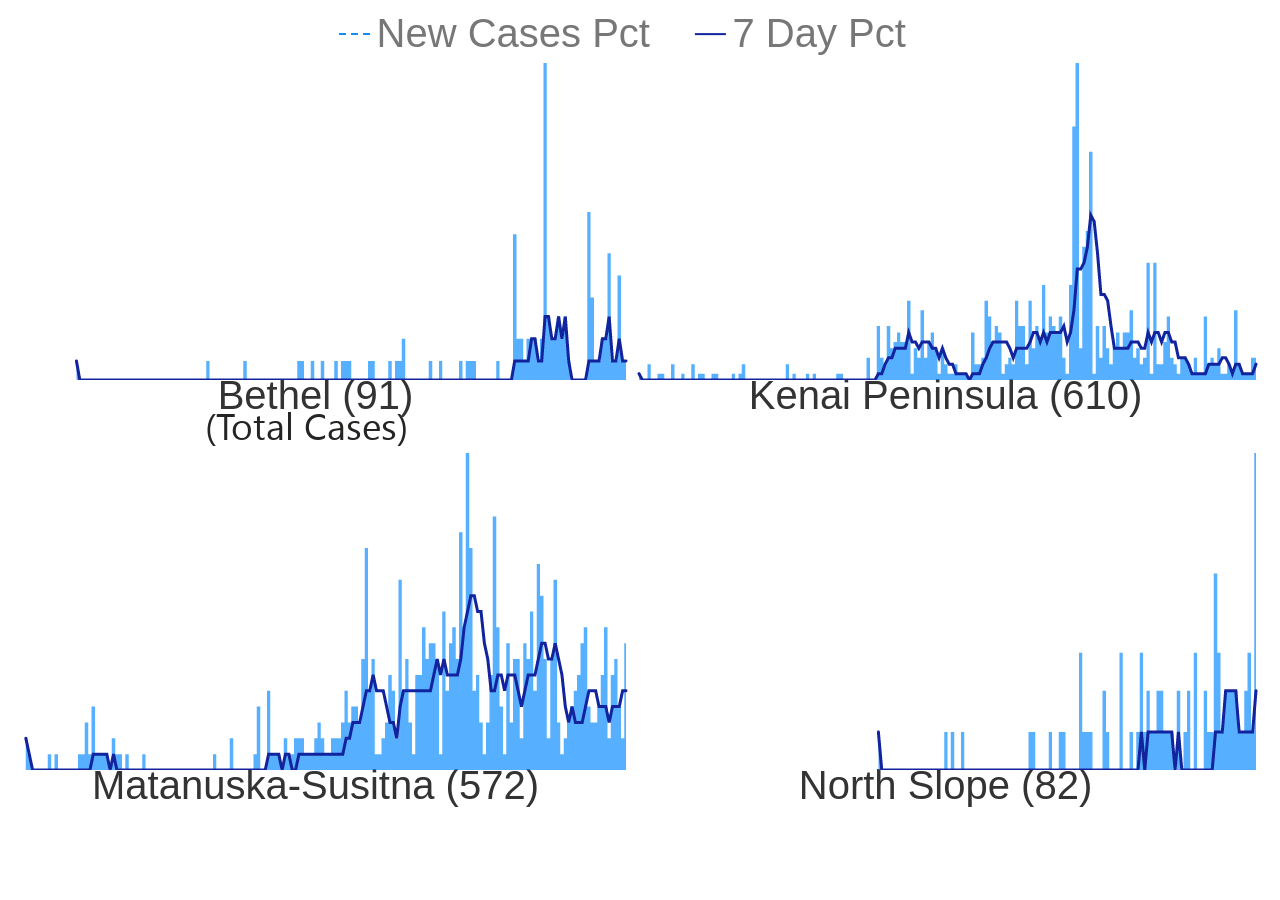 New Cases Pct 7 Day Pct
Bethel (91)
(Total Cases)
Kenai Peninsula (610)
Matanuska-Susitna (572)
North Slope (82)